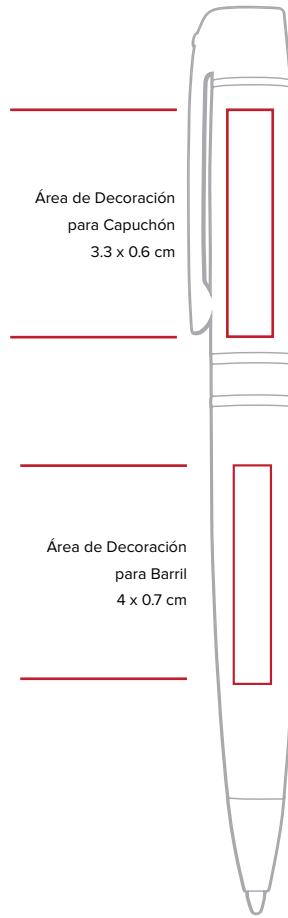 Área de Decoración
para Capuchón
3.3 x 0.6 cm
Área de Decoración
para Barril
4 x 0.7 cm